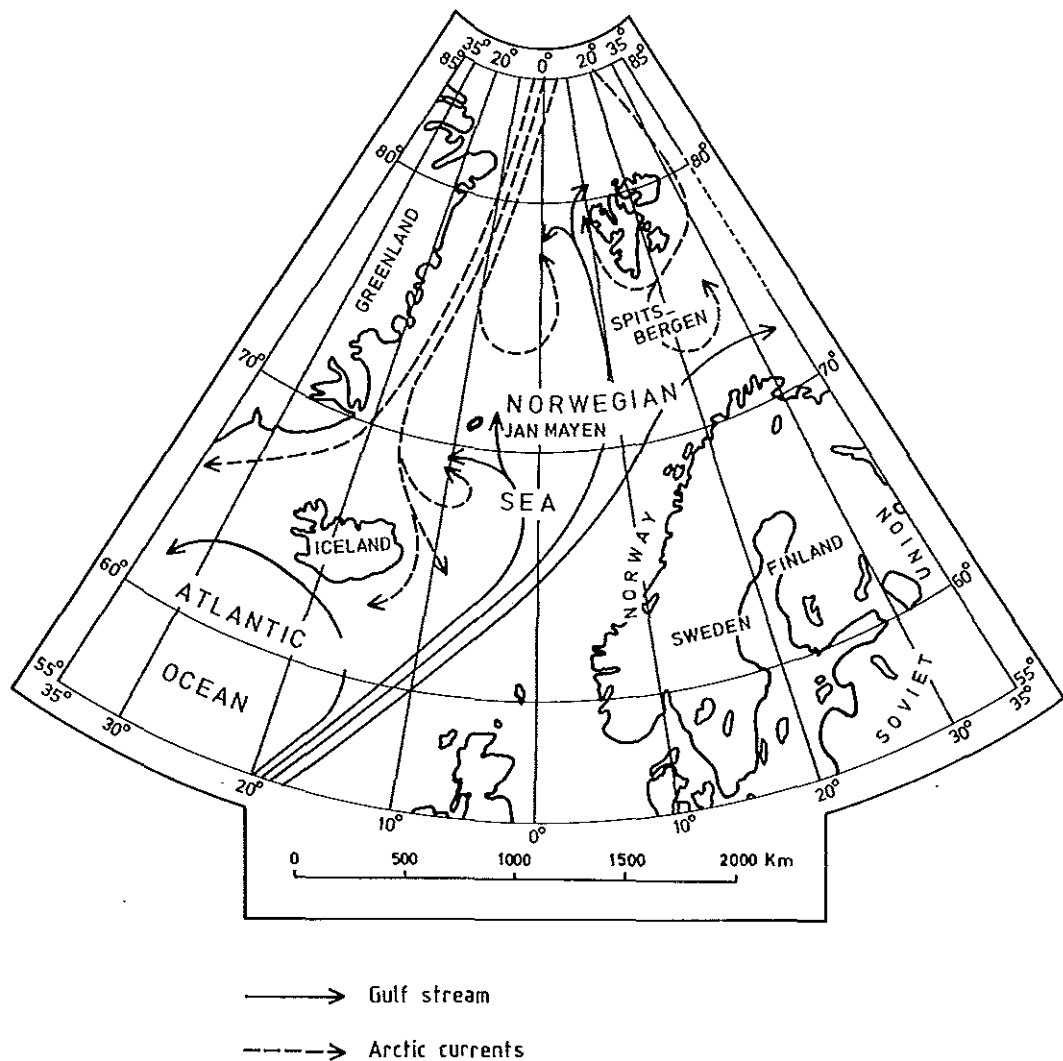 85° 35° 20° 0° 20° 35° 85°
80° 80°
GREENLAND
SPITS-
BERGEN
70° 70°
NORWEGIAN
JAN MAYEN
SEA
ICELAND
NORWAY
FINLAND
SOVIET UNION
60° 60°
ATLANTIC
OCEAN
SWEDEN
55° 55°
35° 35°
30° 30°
20° 20°
10° 10°
0°
0 500 1000 1500 2000 Km
Gulf stream
Arctic currents